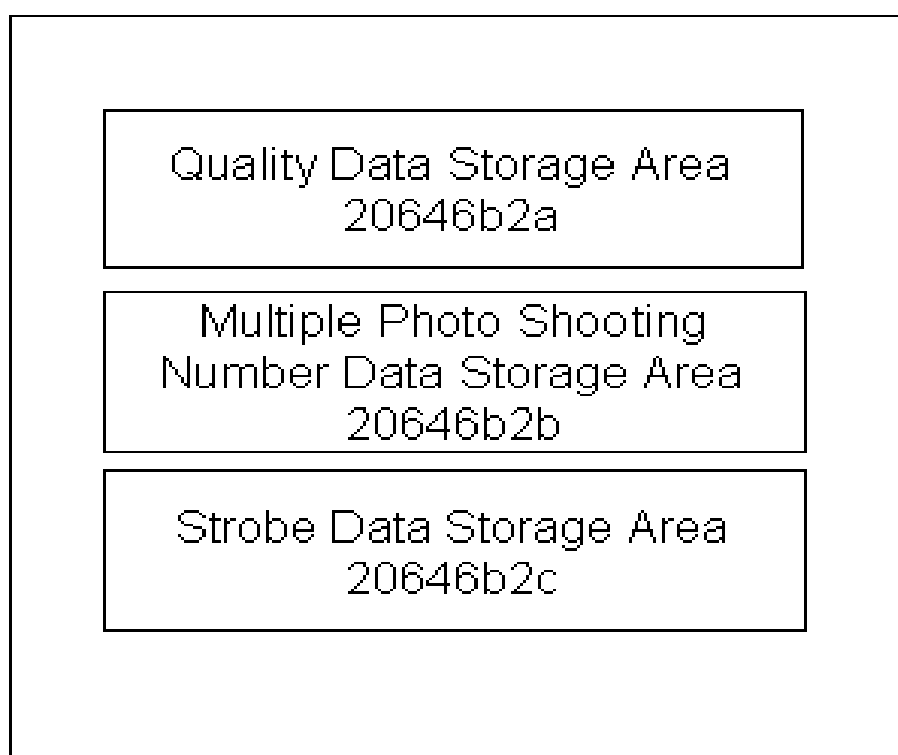 Quality Data Storage Area
20646b2a
Multiple Photo Shooting
Number Data Storage Area
20646b2b
Strobe Data Storage Area
20646b2c